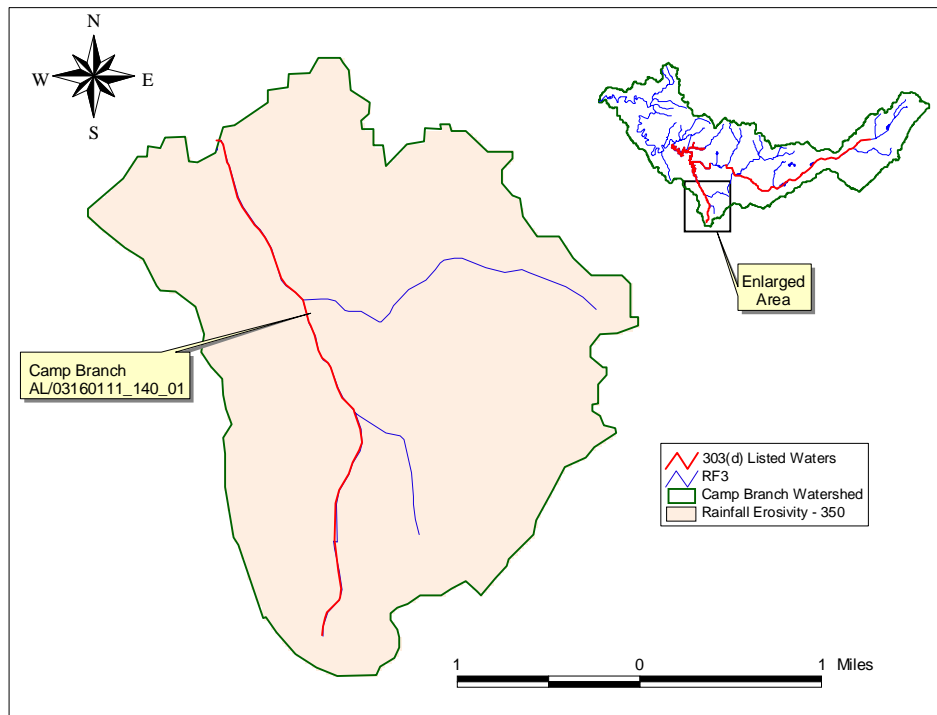 N
W E
S
Enlarged
Area
Camp Branch
AL/03160111_140_01
303(d) Listed Waters
RF3
Camp Branch Watershed
Rainfall Erosivity - 350
1 0 1 Miles